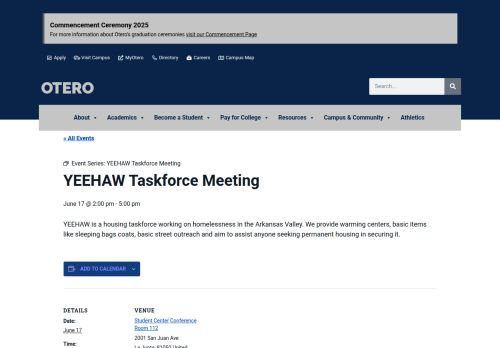 Commencement Ceremony 2025
For more information about Otero's graduation ceremonies visit our Commencement Page
Apply Visit Campus MyOtero Directory Careers Campus Map
OTERO
Search...
About Academics Become a Student Pay for College Resources Campus & Community Athletics
« All Events
Event Series: YEEHAW Taskforce Meeting
YEEHAW Taskforce Meeting
June 17 @ 2:00 pm - 5:00 pm
YEEHAW is a housing taskforce working on homelessness in the Arkansas Valley. We provide warming centers, basic items
like sleeping bags coats, basic street outreach and aim to assist anyone seeking permanent housing in securing it.
ADD TO CALENDAR
DETAILS
Date:
June 17
Time:
VENUE
Student Center Conference
Room 112
2001 San Juan Ave
La Junta, 81050 United